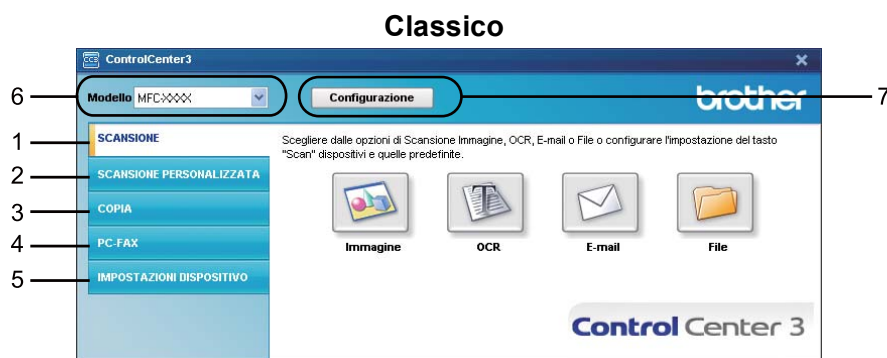 Classico
CC3 ControlCenter3
6 Modello MFC-XXXX Configurazione brother 7
1 SCANSIONE
2 SCANSIONE PERSONALIZZATA
3 COPIA
4 PC-FAX
5 IMPOSTAZIONI DISPOSITIVO
Scegliere dalle opzioni di Scansione Immagine, OCR, E-mail o File o configurare l'impostazione del tasto
"Scan" dispositivi e quelle predefinite.
Immagine OCR E-mail File
Control Center 3